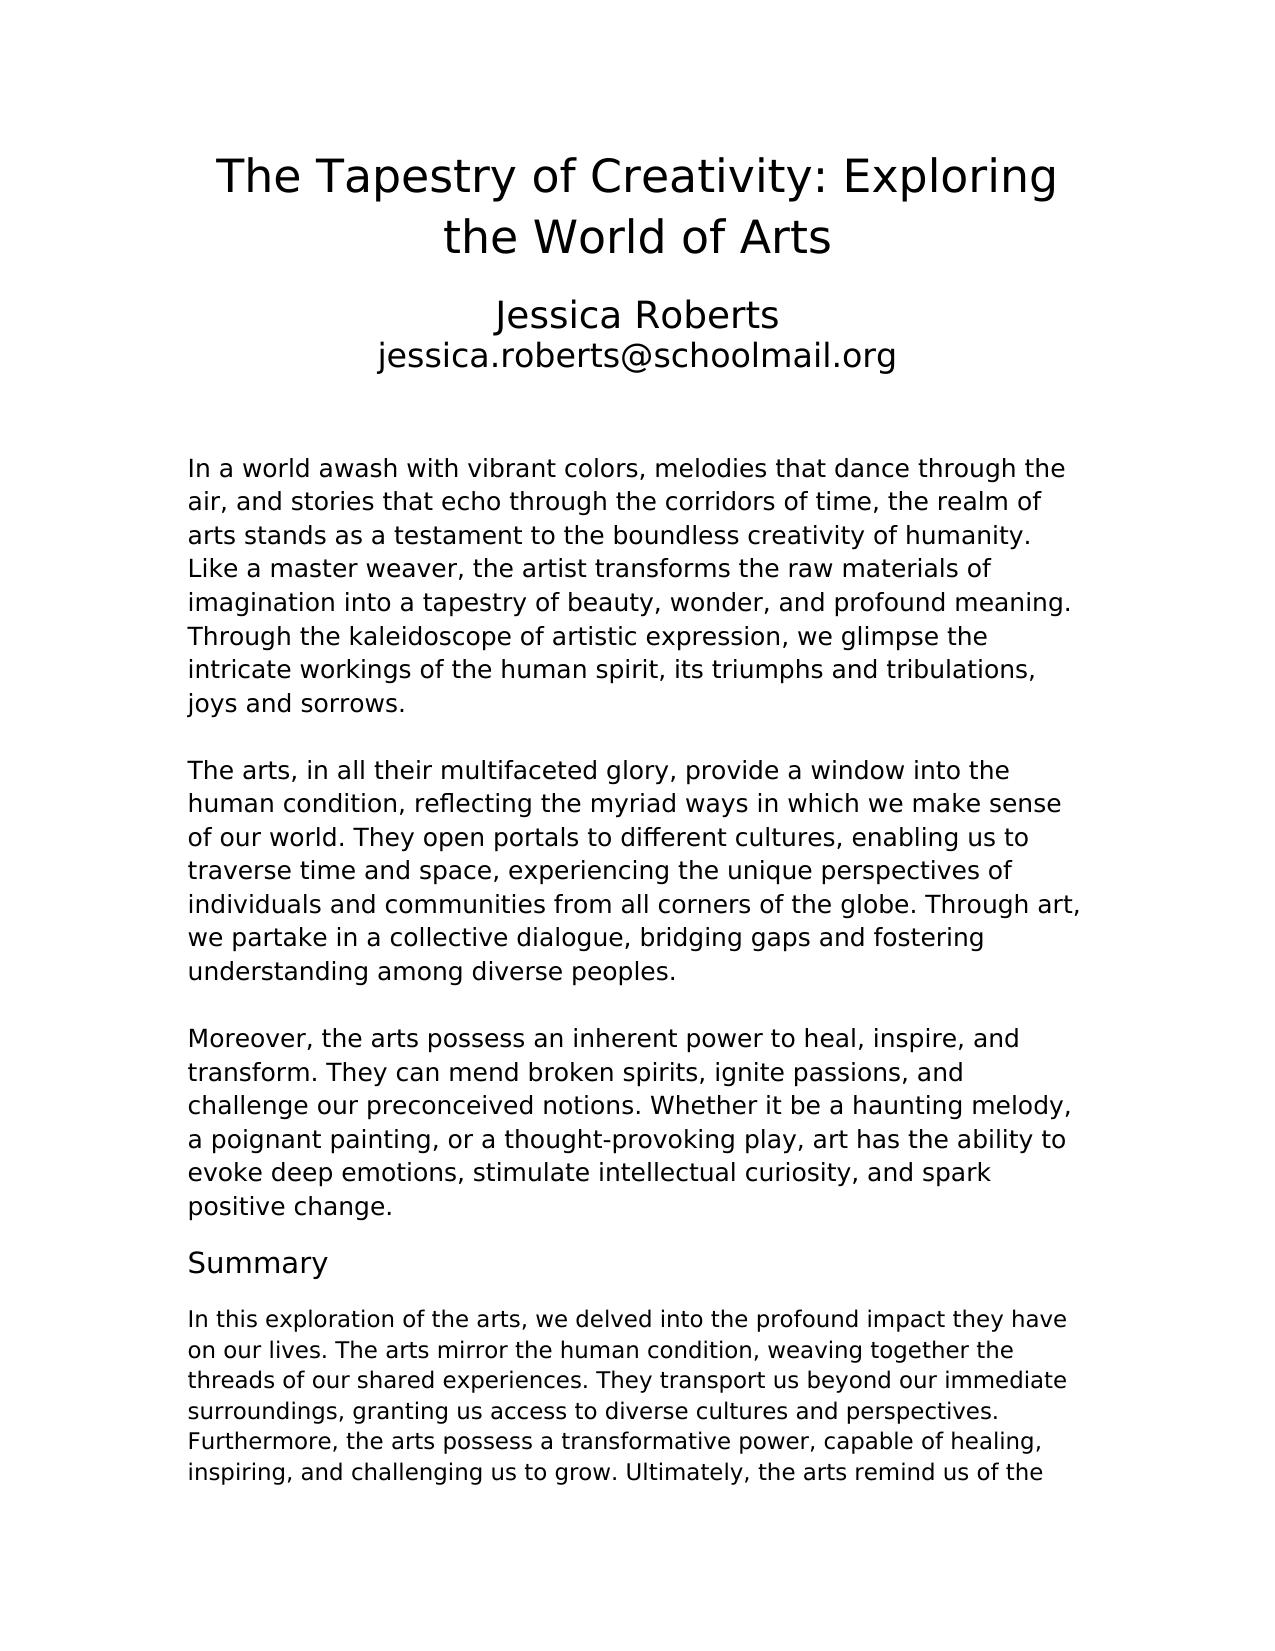 The Tapestry of Creativity: Exploring
the World of Arts
Jessica Roberts
jessica.roberts@schoolmail.org
In a world awash with vibrant colors, melodies that dance through the
air, and stories that echo through the corridors of time, the realm of
arts stands as a testament to the boundless creativity of humanity.
Like a master weaver, the artist transforms the raw materials of
imagination into a tapestry of beauty, wonder, and profound meaning.
Through the kaleidoscope of artistic expression, we glimpse the
intricate workings of the human spirit, its triumphs and tribulations,
joys and sorrows.
The arts, in all their multifaceted glory, provide a window into the
human condition, reflecting the myriad ways in which we make sense
of our world. They open portals to different cultures, enabling us to
traverse time and space, experiencing the unique perspectives of
individuals and communities from all corners of the globe. Through art,
we partake in a collective dialogue, bridging gaps and fostering
understanding among diverse peoples.
Moreover, the arts possess an inherent power to heal, inspire, and
transform. They can mend broken spirits, ignite passions, and
challenge our preconceived notions. Whether it be a haunting melody,
a poignant painting, or a thought-provoking play, art has the ability to
evoke deep emotions, stimulate intellectual curiosity, and spark
positive change.
Summary
In this exploration of the arts, we delved into the profound impact they have
on our lives. The arts mirror the human condition, weaving together the
threads of our shared experiences. They transport us beyond our immediate
surroundings, granting us access to diverse cultures and perspectives.
Furthermore, the arts possess a transformative power, capable of healing,
inspiring, and challenging us to grow. Ultimately, the arts remind us of the